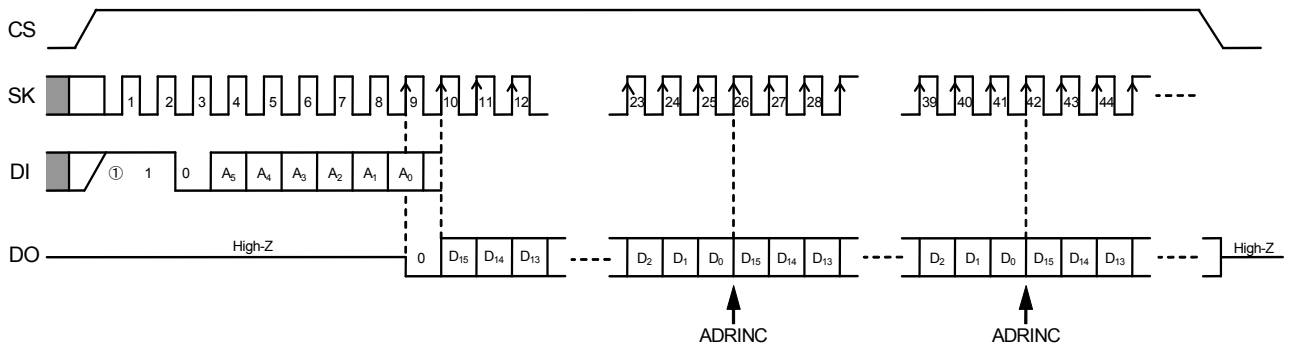 CS
SK 1 2 3 4 5 6 7 8 9 10 11 12 23 24 25 26 27 28 39 40 41 42 43 44
DI ① 1 0 A5 A4 A3 A2 A1 A0
DO High-Z 0 D15 D14 D13 D2 D1 D0 D15 D14 D13 D2 D1 D0 D15 D14 D13 High-Z
ADRINC ADRINC